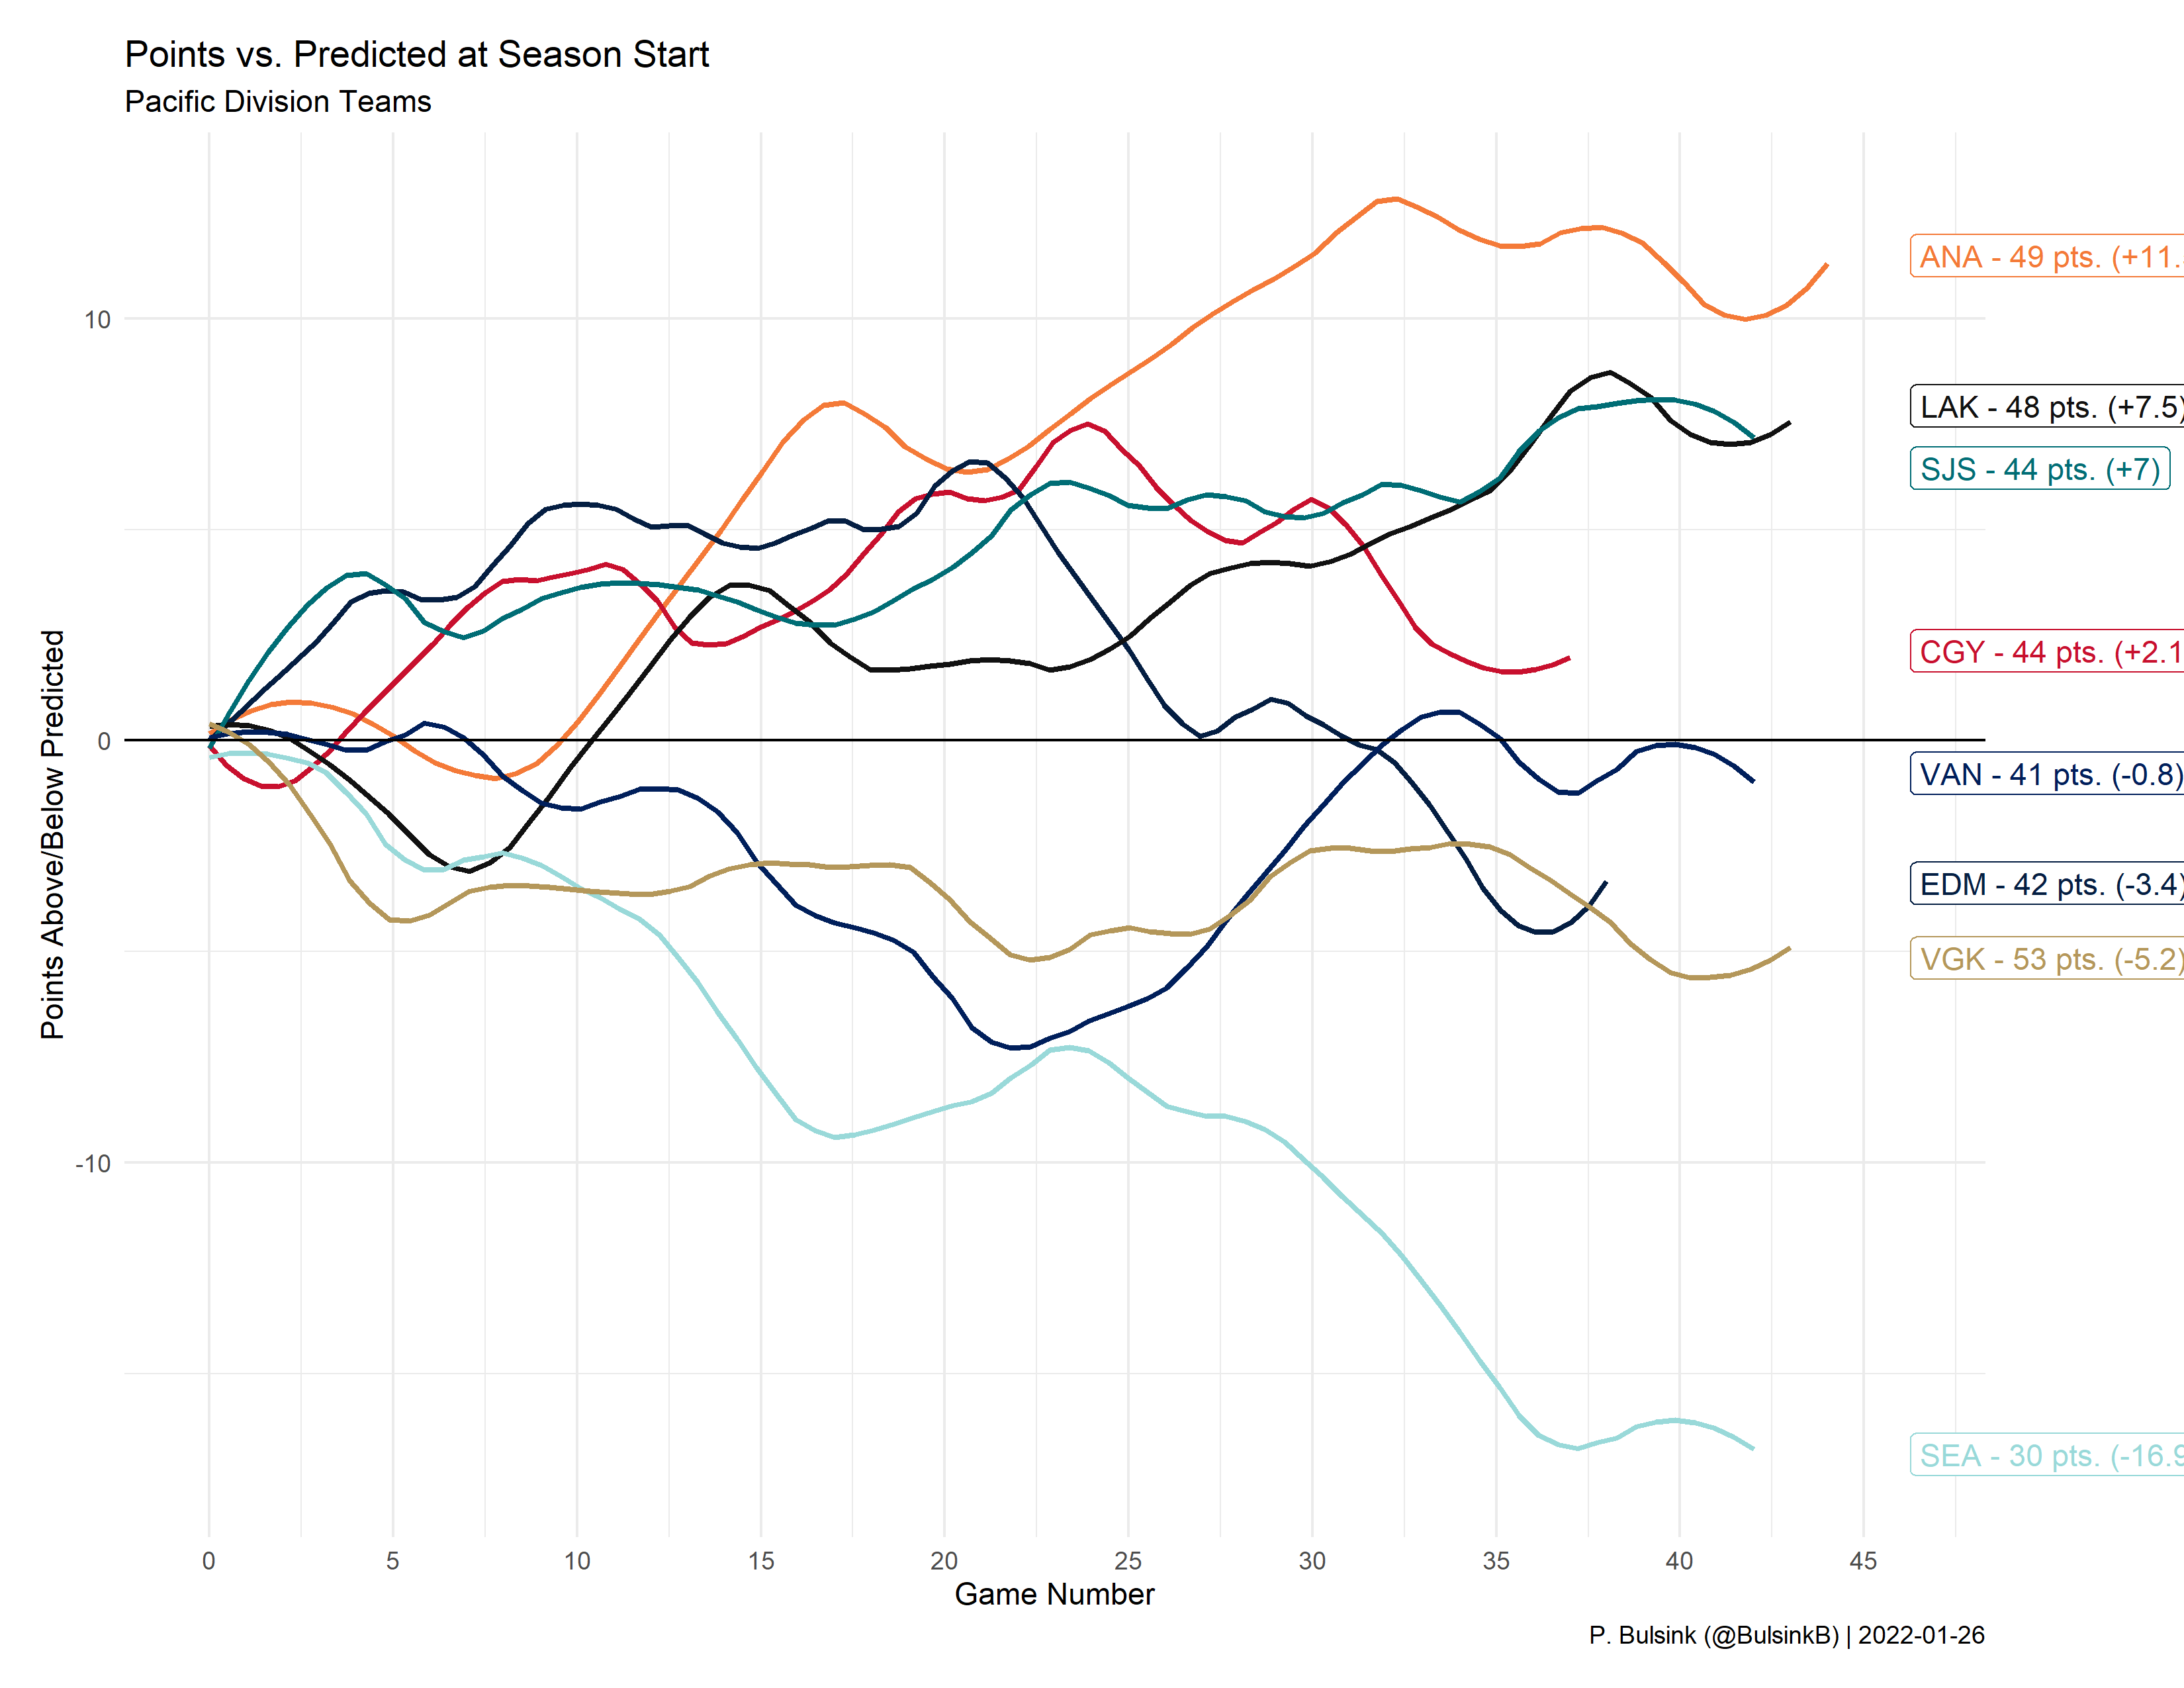 Points vs. Predicted at Season Start
Pacific Division Teams
Points Above/Below Predicted
10
0
-10
ANA - 49 pts. (+11.
LAK - 48 pts. (+7.5)
SJS - 44 pts. (+7)
CGY - 44 pts. (+2.1
VAN - 41 pts. (-0.8)
EDM - 42 pts. (-3.4)
VGK - 53 pts. (-5.2)
SEA - 30 pts. (-16.9
0 5 10 15 20 25 30 35 40 45
Game Number
P. Bulsink (@BulsinkB) | 2022-01-26